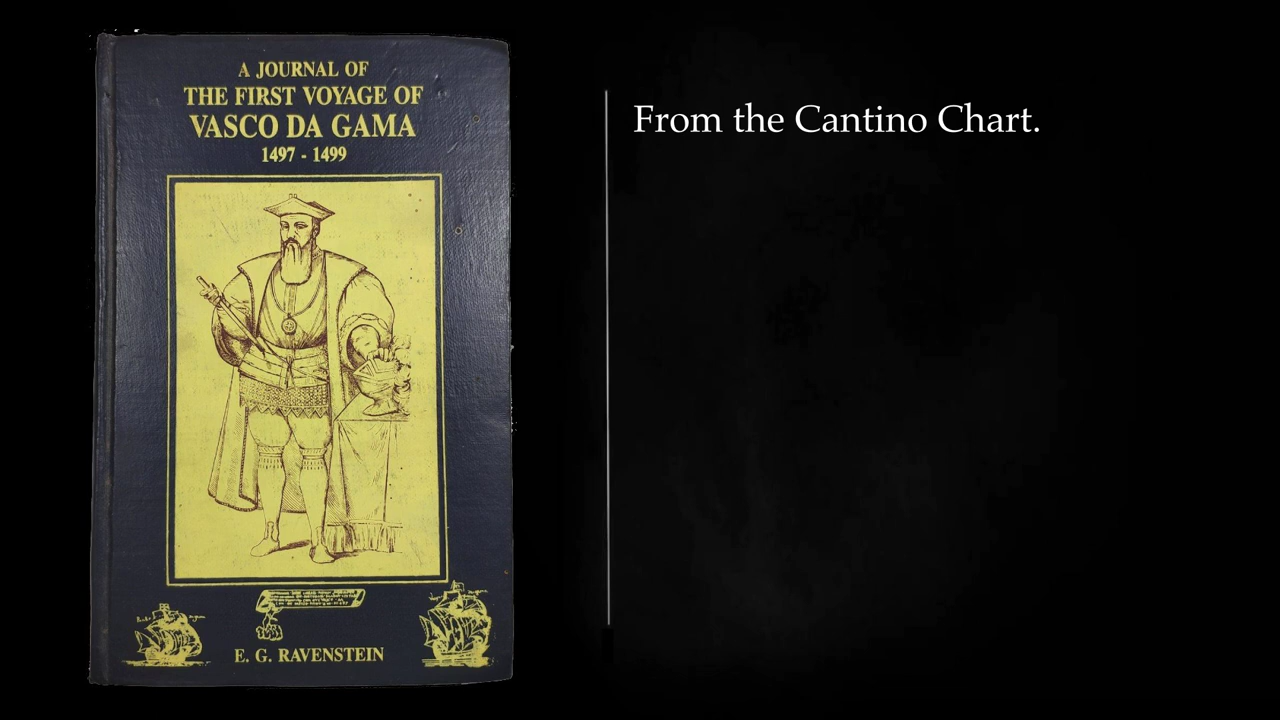 A JOURNAL OF
THE FIRST VOYAGE OF
VASCO DA GAMA
1497 - 1499
E. G. RAVENSTEIN
From the Cantino Chart.